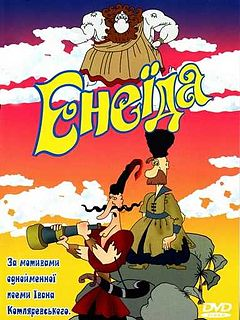 Енеїда
За мотивами
однойменної
поеми Івана
Котляревського.
DVD